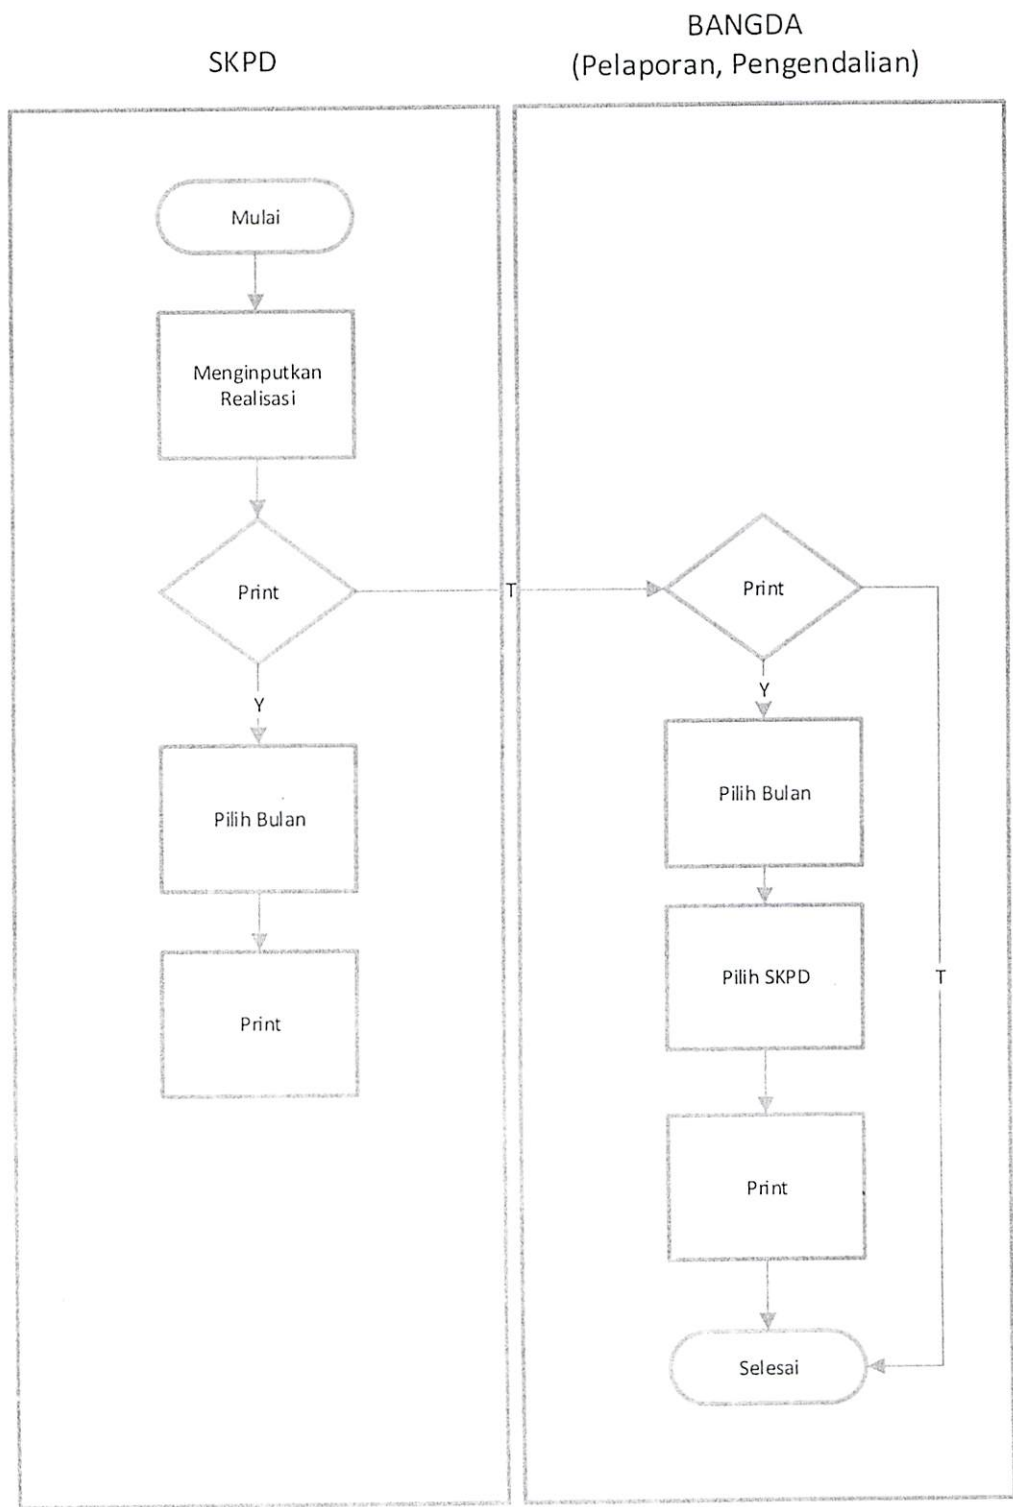 SKPD
BANGDA
(Pelaporan, Pengendalian)
Mulai
Menginputkan
Realisasi
Print
T
Y
Pilih Bulan
Print
Print
Y
Pilih Bulan
Pilih SKPD
T
Print
Selesai